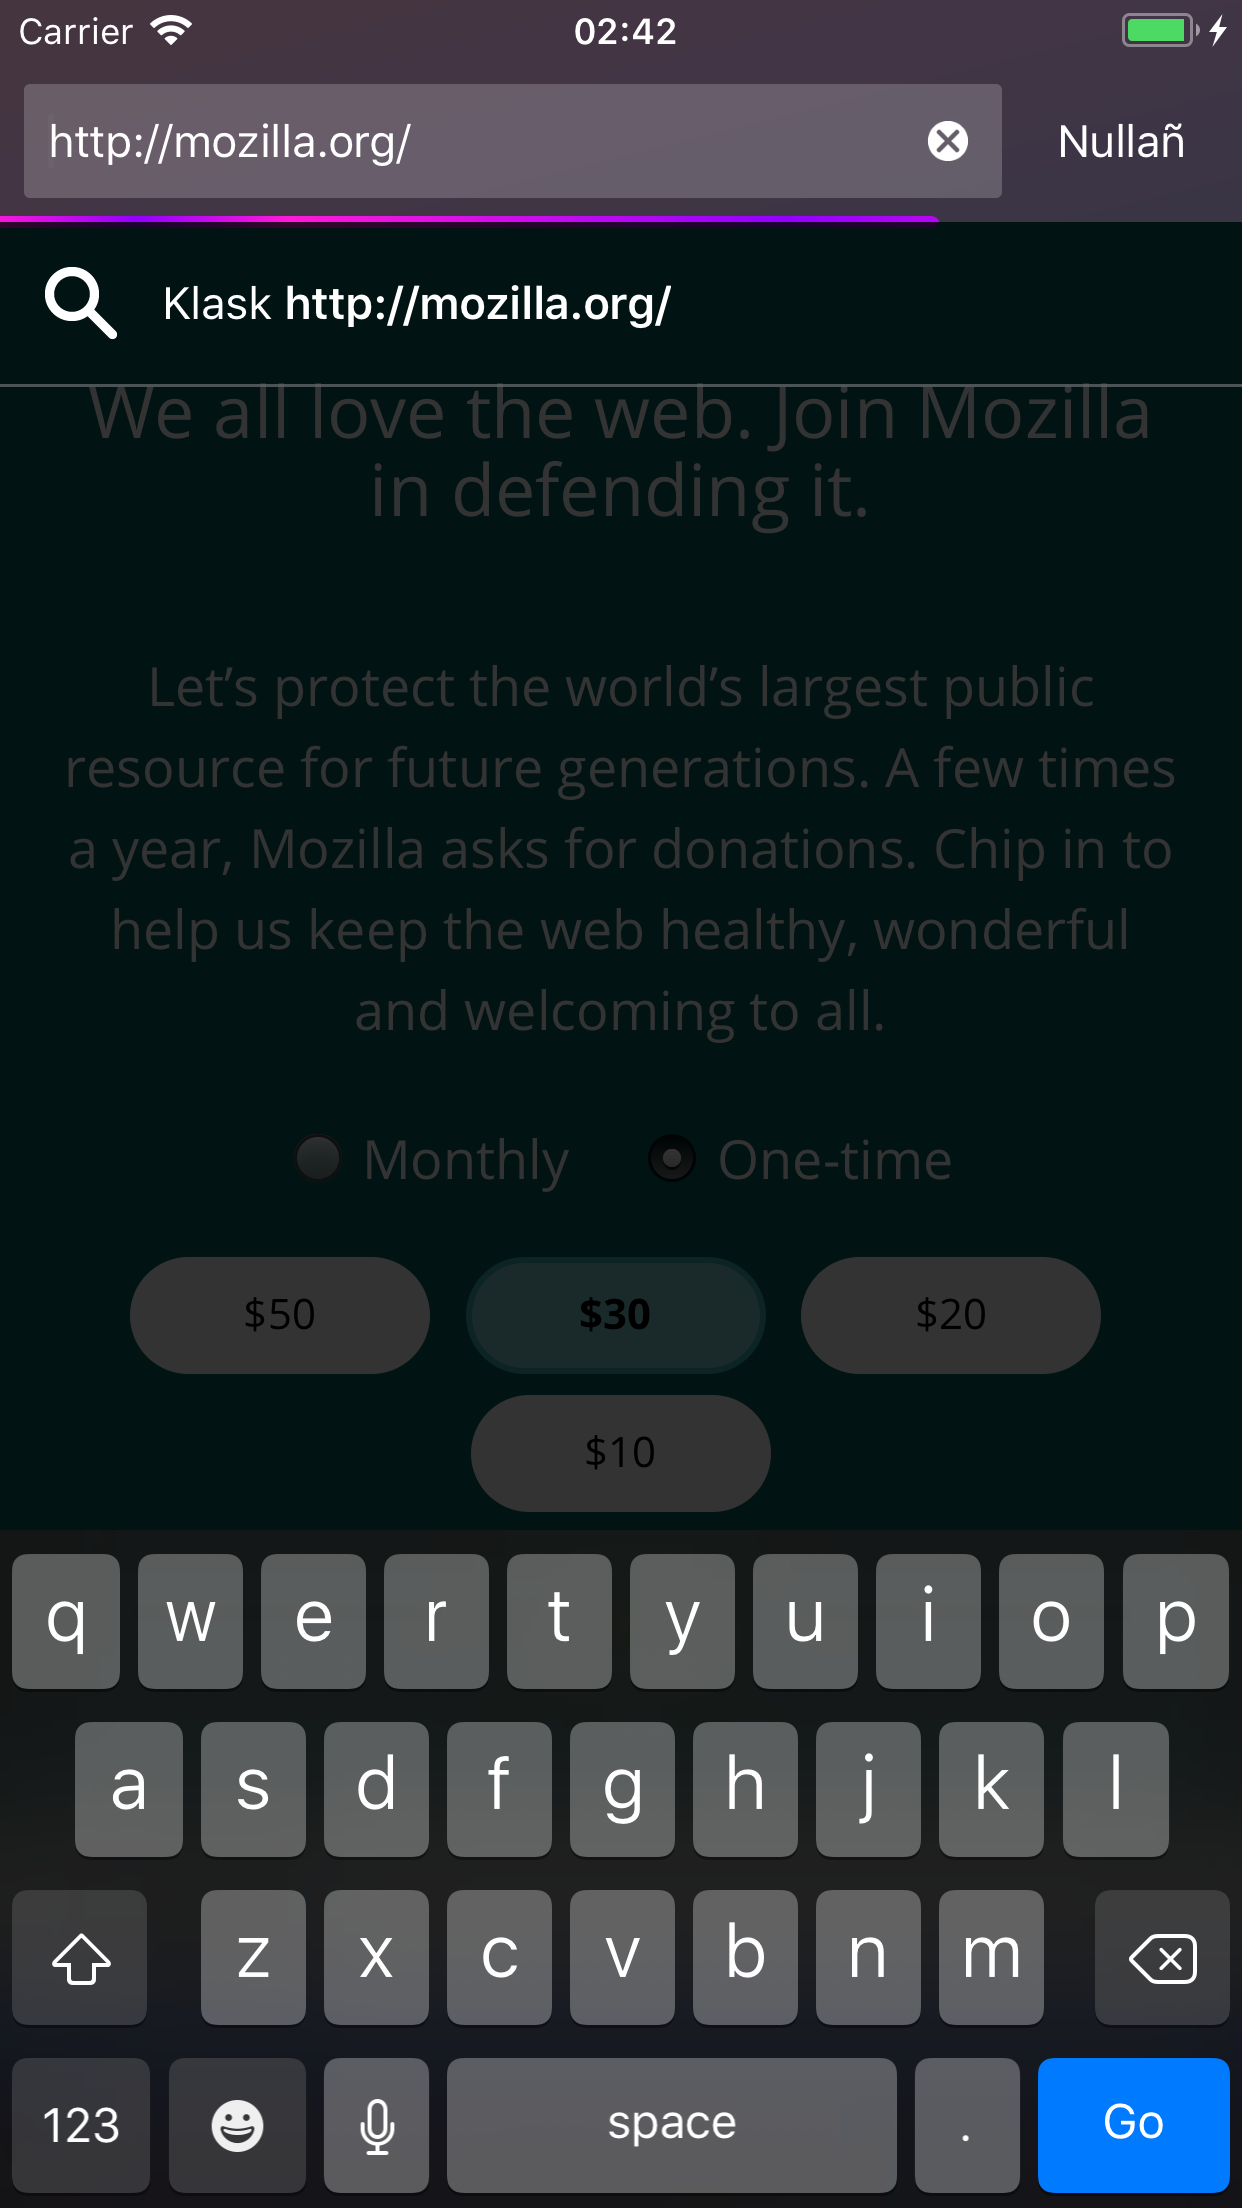 Carrier 02:42
http://mozilla.org/ Nullañ
Klask http://mozilla.org/
We all love the web. Join Mozilla
in defending it.
Let’s protect the world’s largest public
resource for future generations. A few times
a year, Mozilla asks for donations. Chip in to
help us keep the web healthy, wonderful
and welcoming to all.
Monthly One-time
$50 $30 $20
$10
q w e r t y u i o p
a s d f g h j k l
z x c v b n m
123 space . Go